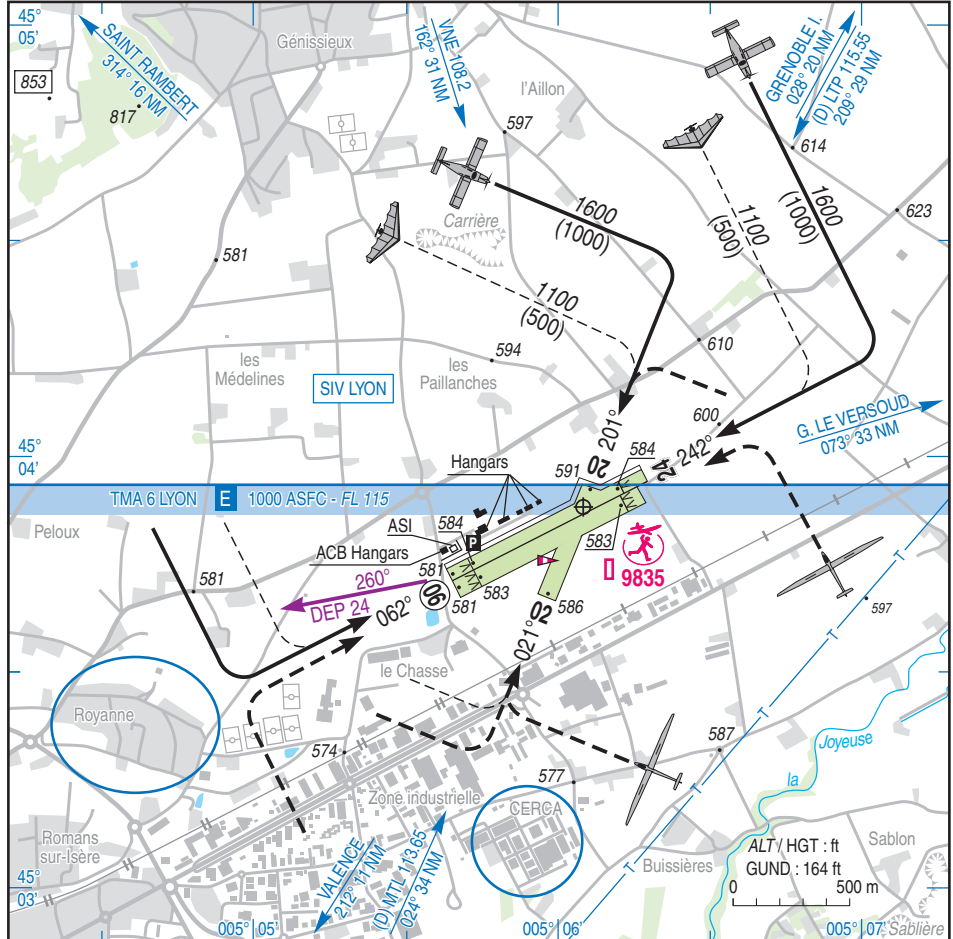 45°
05'
853
817
SAINT RAMBERT
314° 16 NM
Génissieux
VNE 108.2
162° 31 NM
l'Aillon
597
GRENOBLE I.
028° 20 NM
(D) LTP 115.55
209° 29 NM
614
623
581
Carrière
1600
(1000)
1100
(500)
1100
(500)
1600
(1000)
les
Médelines
594
les
Paillanches
610
600
SIV LYON
G. LE VERSOUD
073° 33 NM
45°
04'
201°
20
242°
24
584
591
Hangars
TMA 6 LYON E 1000 ASFC - FL 115
Peloux
ASI
584
P
ACB Hangars
581
583
581
581
583
586
9835
597
260°
DEP 24
062°
06
021°
02
le Chasse
Royanne
574
577
587
Joyeuse
la
T
T
T
Zone industrielle
CERCA
Romans
sur-Isère
Buissières
Sablon
ALT / HGT : ft
GUND : 164 ft
0 500 m
45°
03'
VALENCE
212° 11 NM
(D) MTL 113.65
024° 34 NM
005° 05'
005° 06'
005° 07'
Sablière